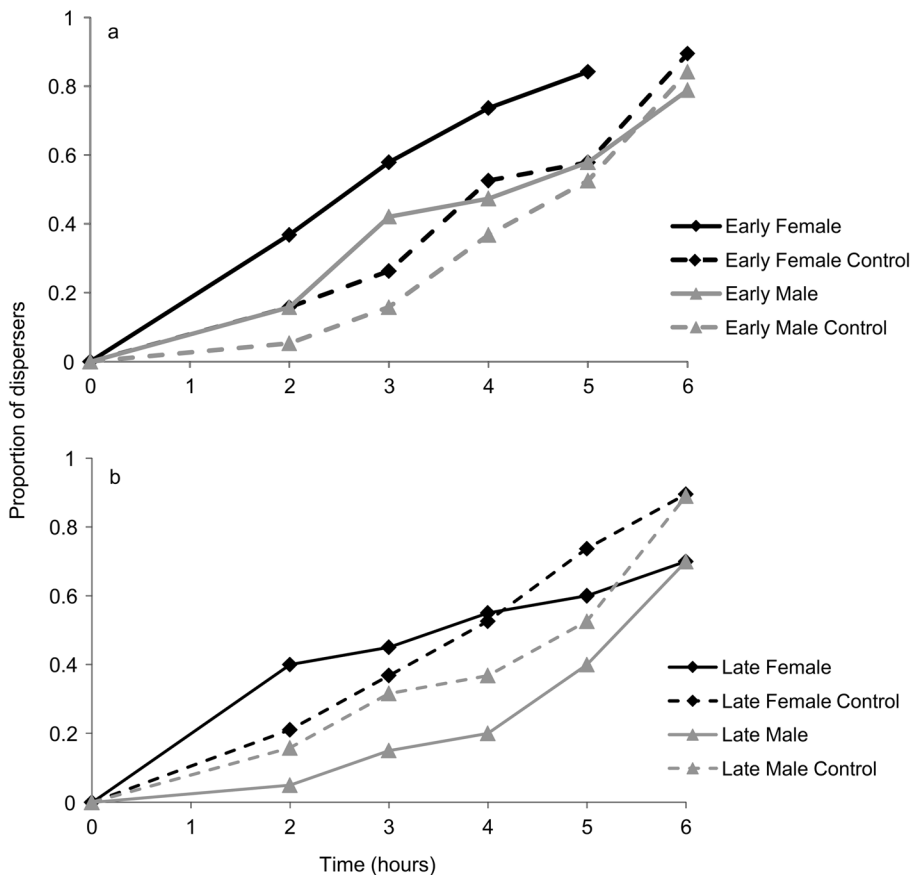 1
a
0.8
0.6
0.4
0.2
0
0 1 2 3 4 5 6
Early Female
Early Female Control
Early Male
Early Male Control
Proportion of dispersers
1
b
0.8
0.6
0.4
0.2
0
0 1 2 3 4 5 6
Late Female
Late Female Control
Late Male
Late Male Control
Time (hours)